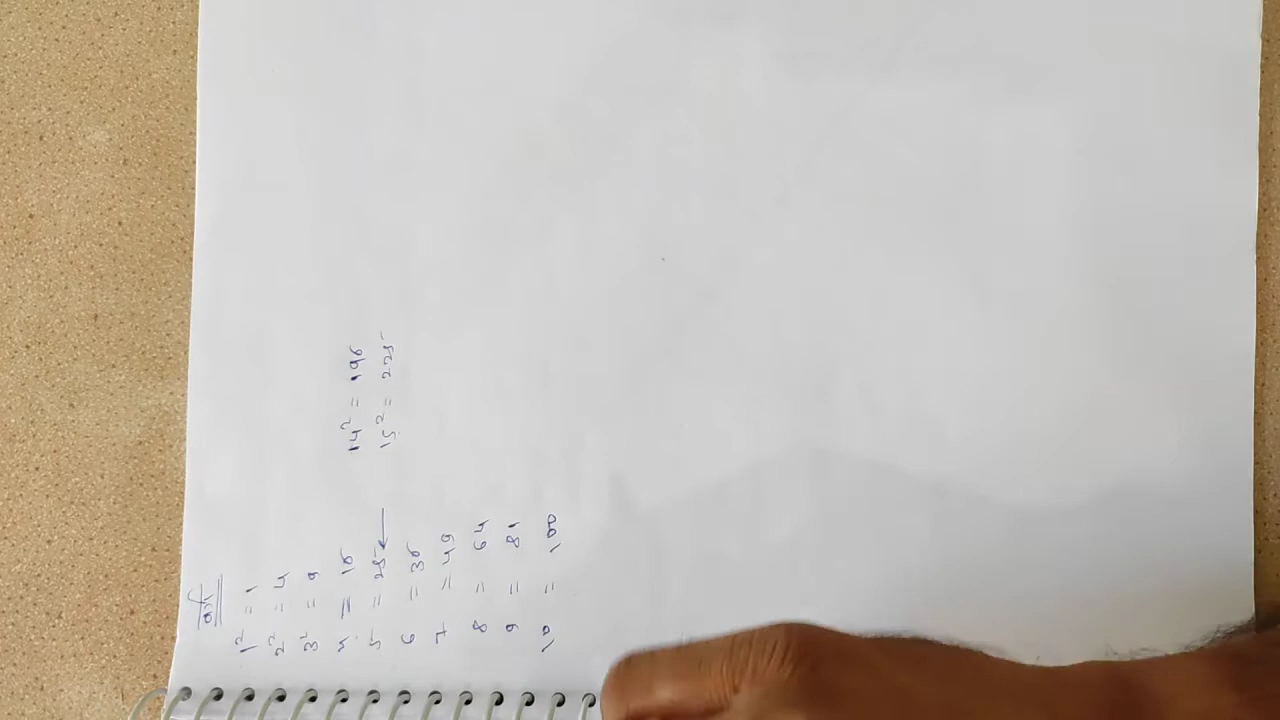 वर्ग
1² = 1
2² = 4
3² = 9
4 = 16
5 = 25 ←
6 = 36
7 = 49
8 = 64
9 = 81
10 = 100
14² = 196
15² = 225